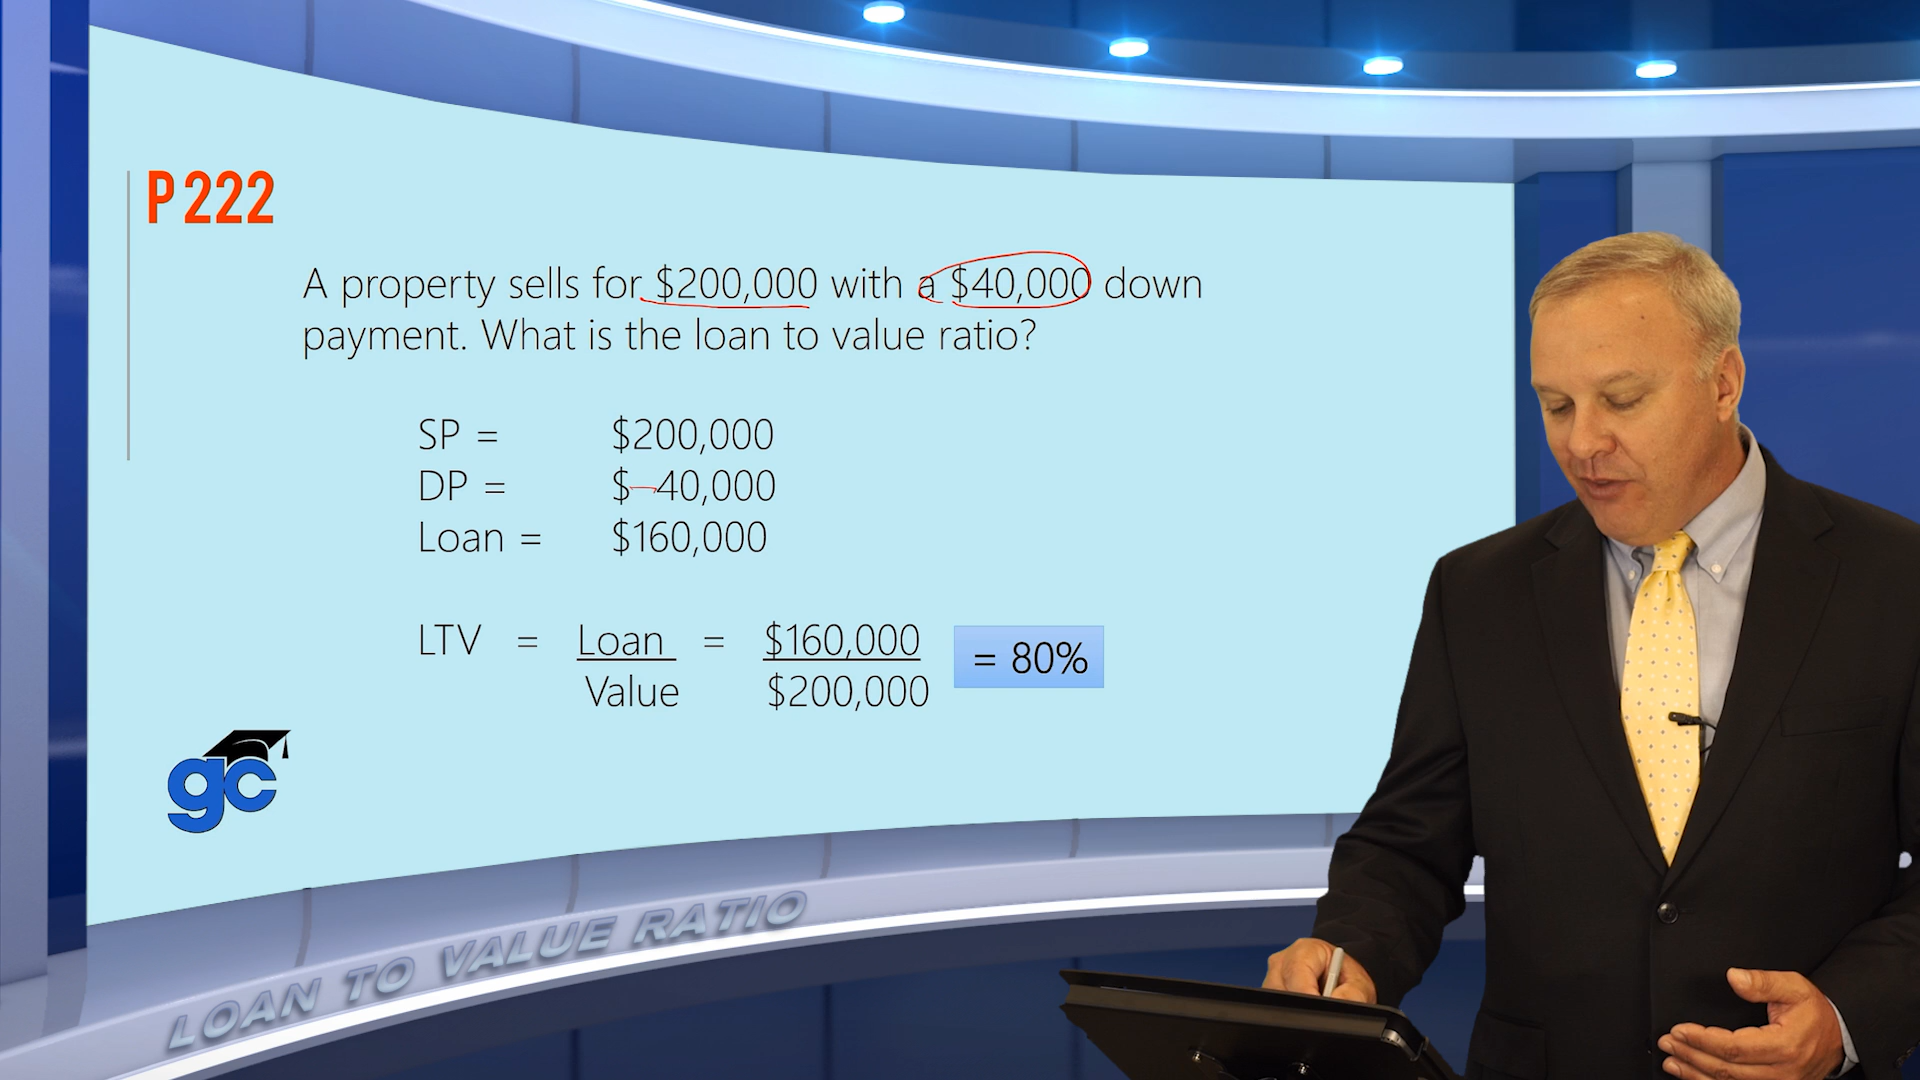 P 222
A property sells for $200,000 with a $40,000 down
payment. What is the loan to value ratio?
SP = $200,000
DP = $ 40,000
Loan = $160,000
LTV = Loan = $160,000 = 80%
Value $200,000
gc
LOAN TO VALUE RATIO